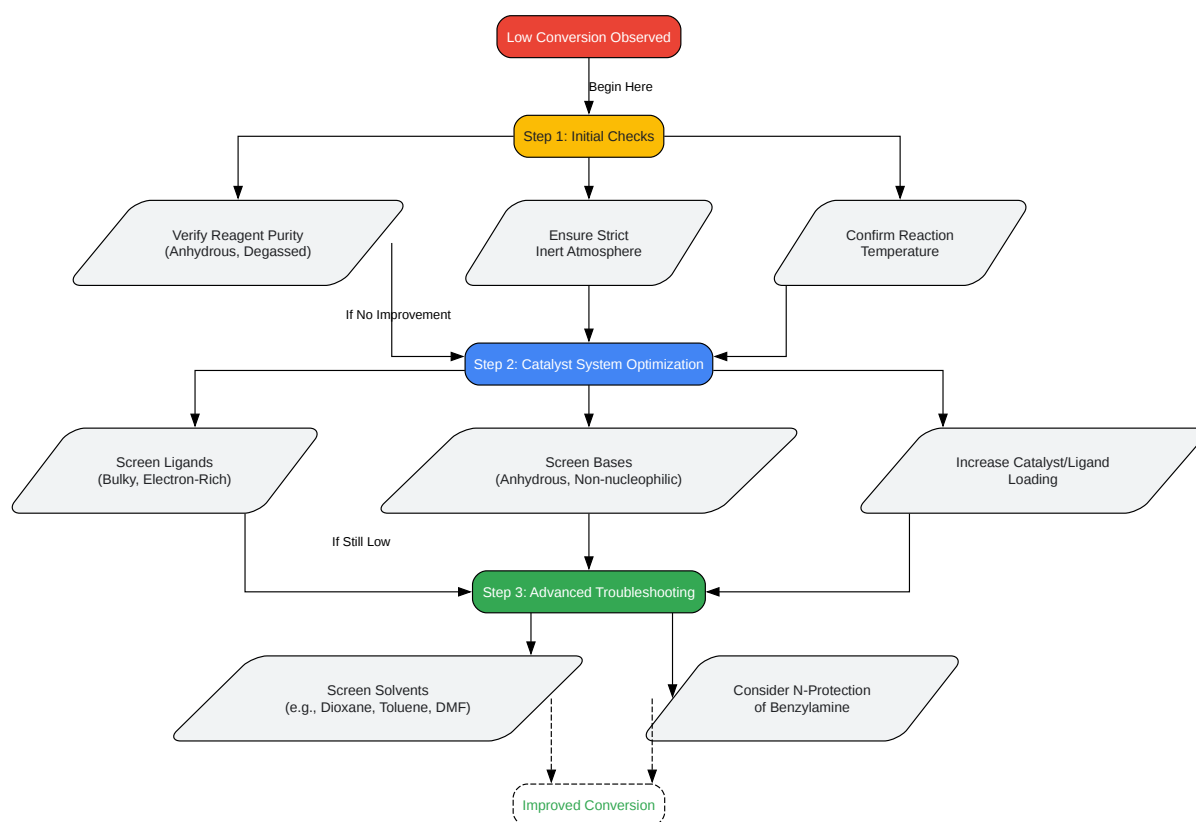 Low Conversion Observed
Begin Here
Step 1: Initial Checks
Verify Reagent Purity
(Anhydrous, Degassed)
Ensure Strict
Inert Atmosphere
Confirm Reaction
Temperature
If No Improvement
Step 2: Catalyst System Optimization
Screen Ligands
(Bulky, Electron-Rich)
Screen Bases
(Anhydrous, Non-nucleophilic)
Increase Catalyst/Ligand
Loading
If Still Low
Step 3: Advanced Troubleshooting
Screen Solvents
(e.g., Dioxane, Toluene, DMF)
Consider N-Protection
of Benzylamine
Improved Conversion